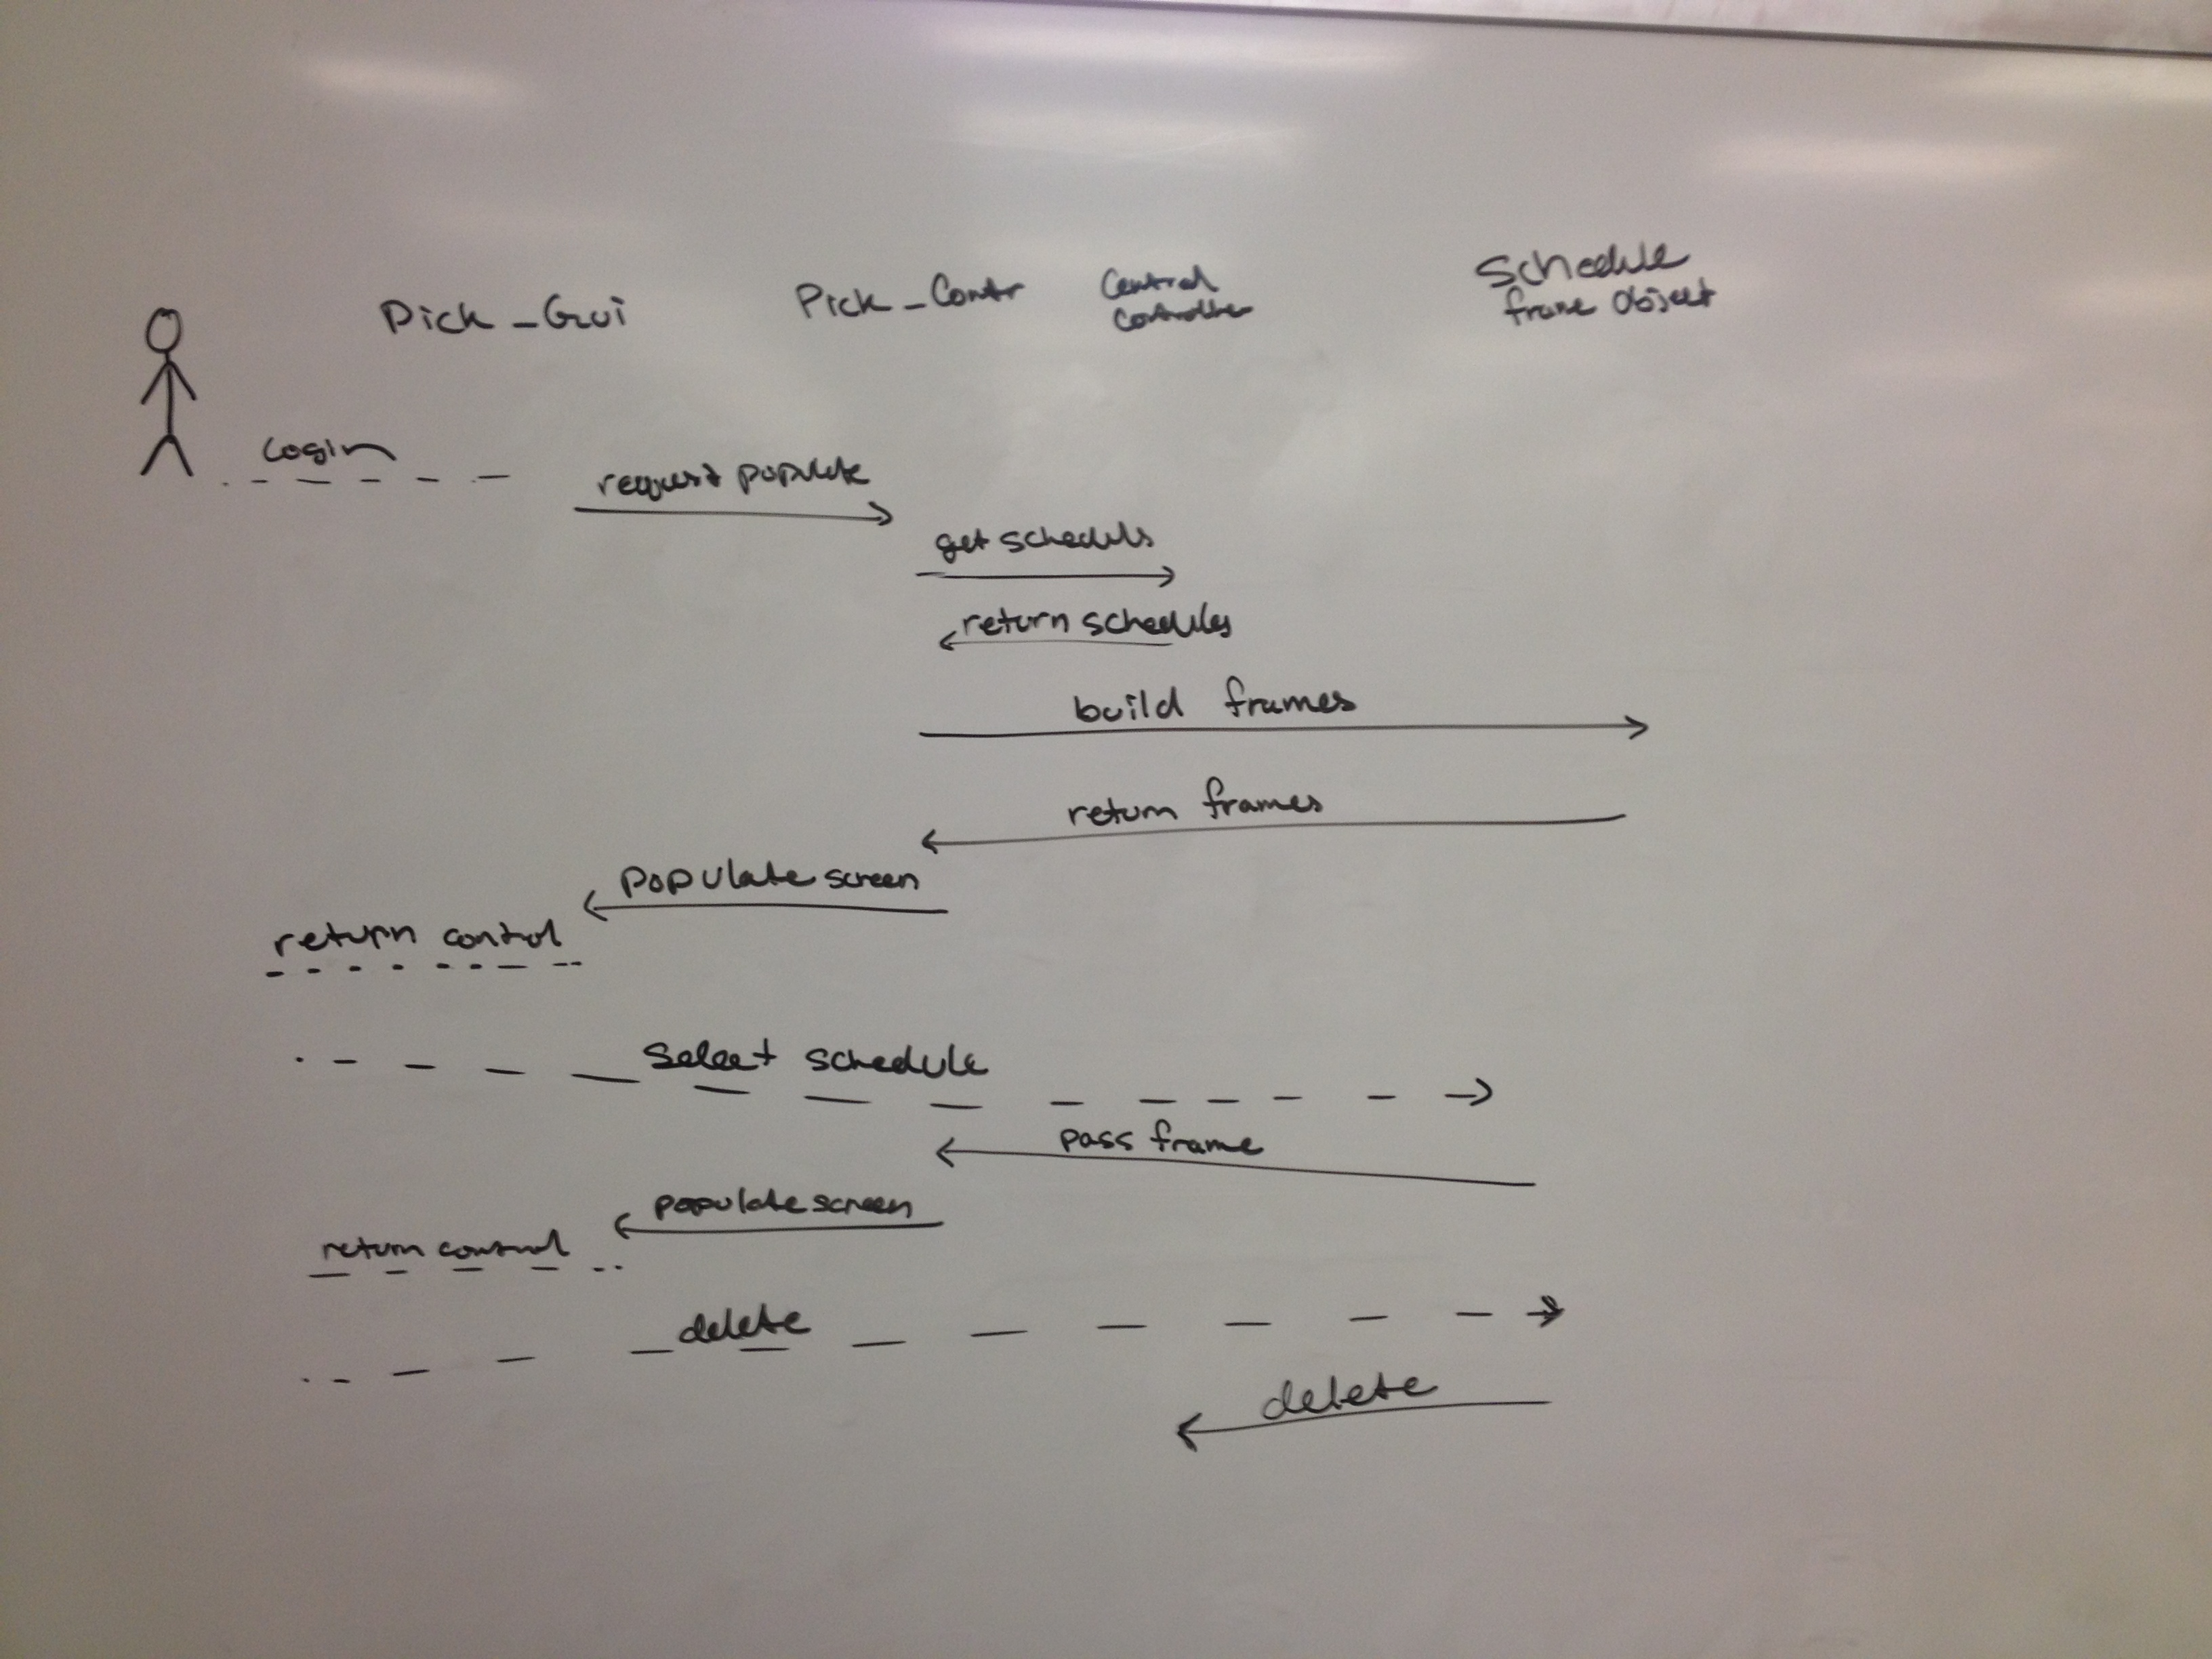 Pick_Gui
Pick_Contr
Central
Controller
Schedule
frame Object
Login
request populate
get schedules
return schedules
build frames
return frames
populate screen
return control
Select schedule
pass frame
populate screen
return control
delete
delete